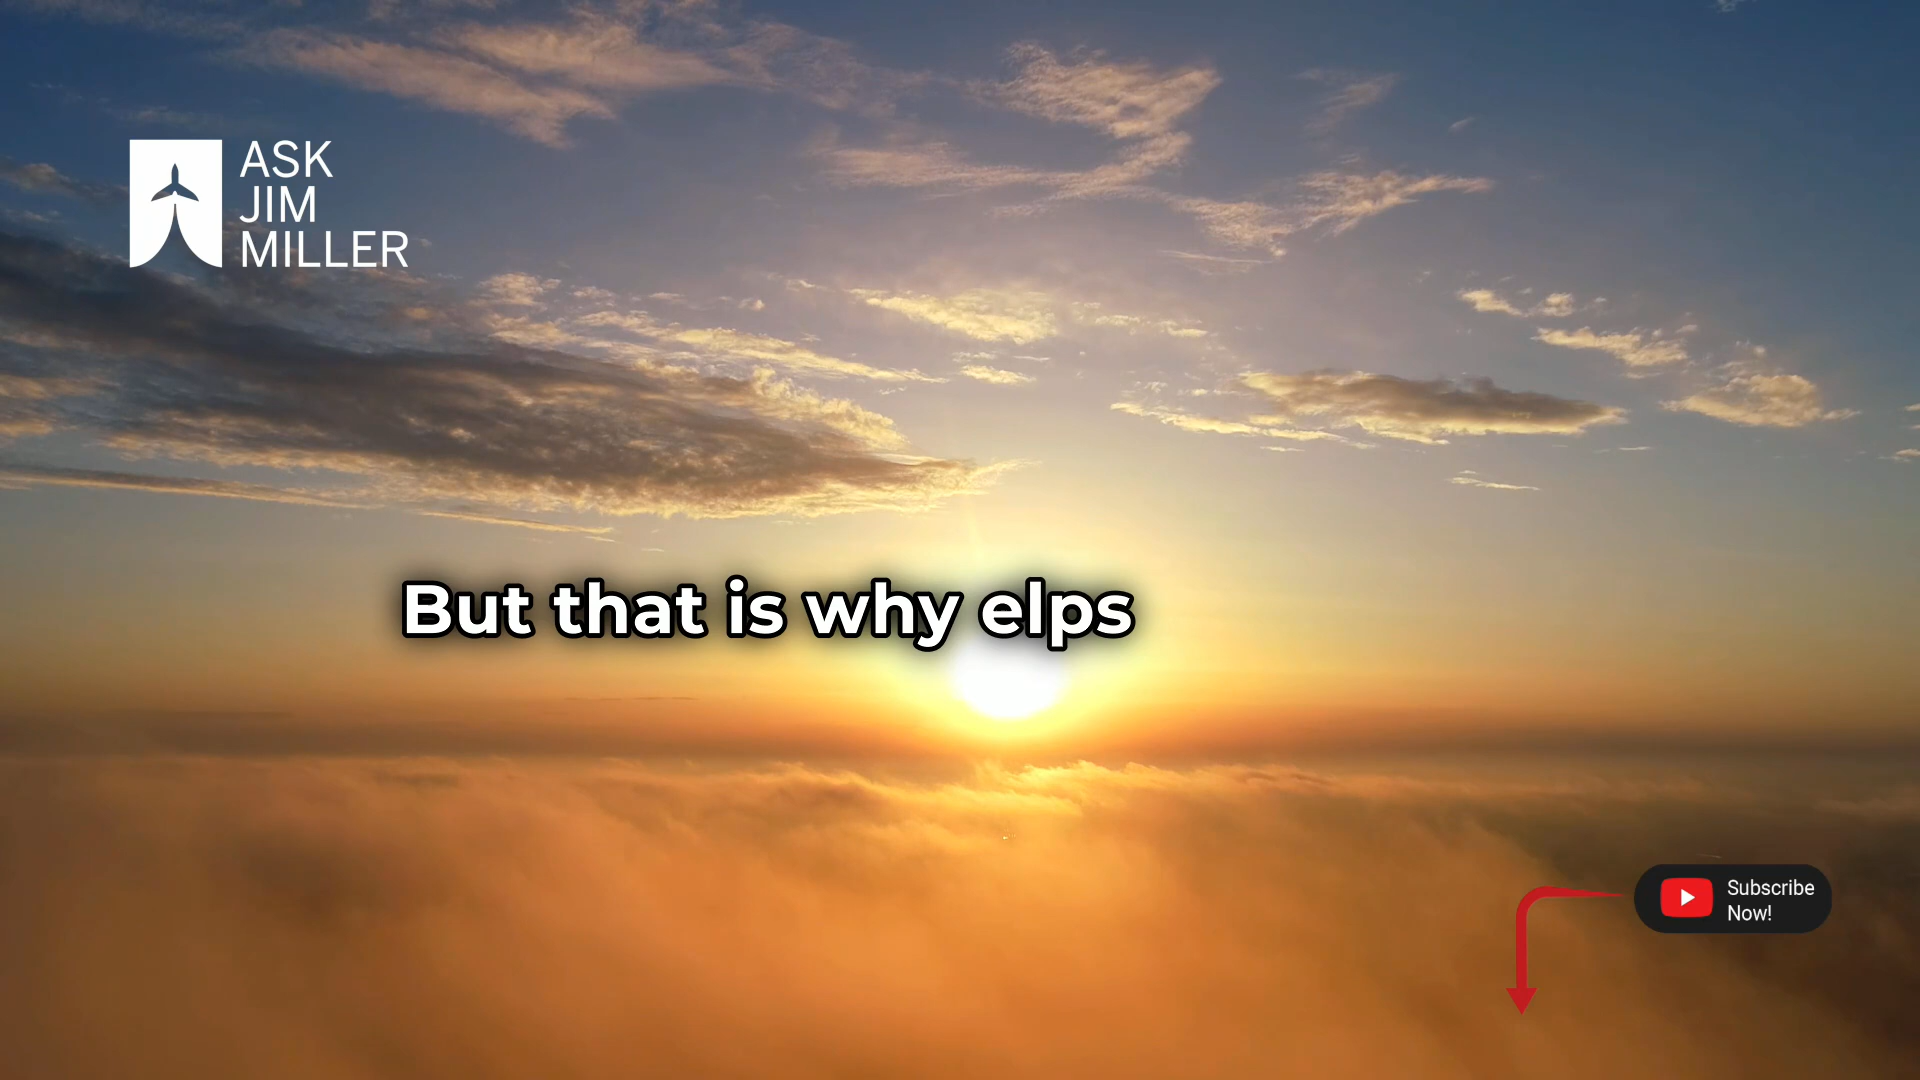 ASK
JIM
MILLER
But that is why elps
Subscribe
Now!